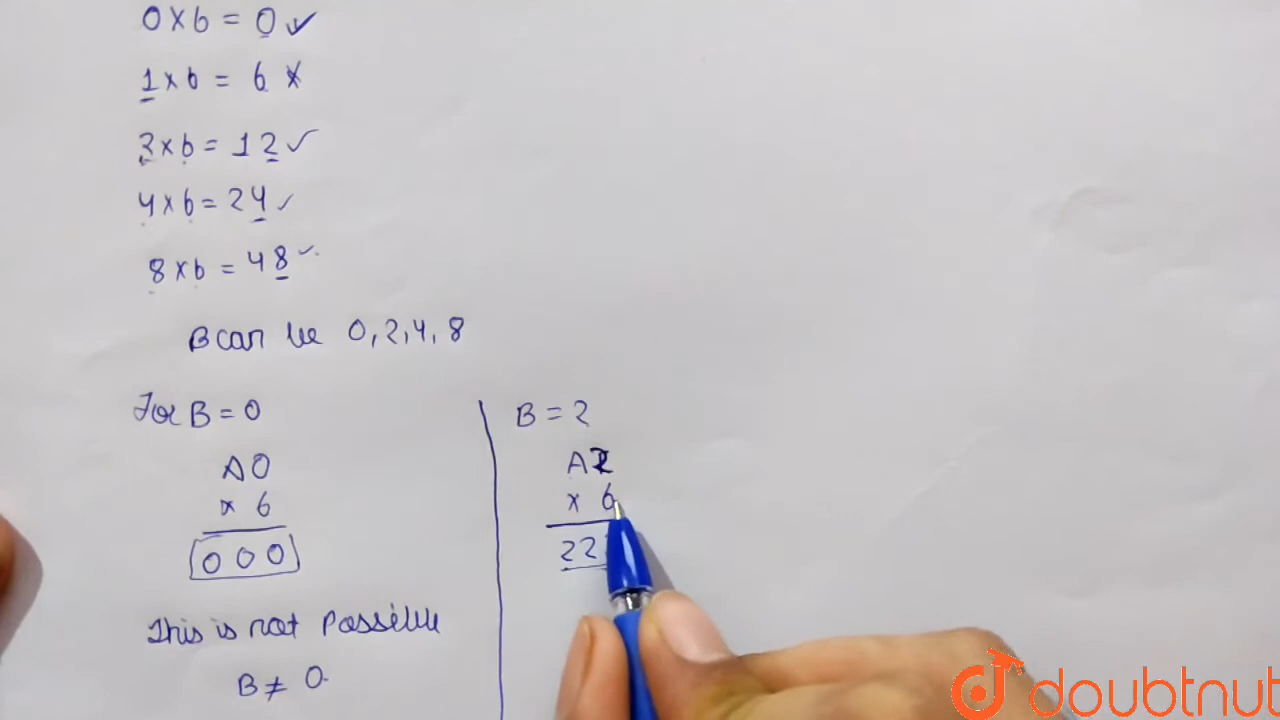 0 x 6 = 0 ✓
1 x 6 = 6 x
2 x 6 = 12 ✓
4 x 6 = 24 ✓
8 x 6 = 48 ✓
B can be 0, 2, 4, 8
For B = 0
A0
x 6
000
This is not Possible
B ≠ 0
B = 2
A2
x 6
22
doubtnut